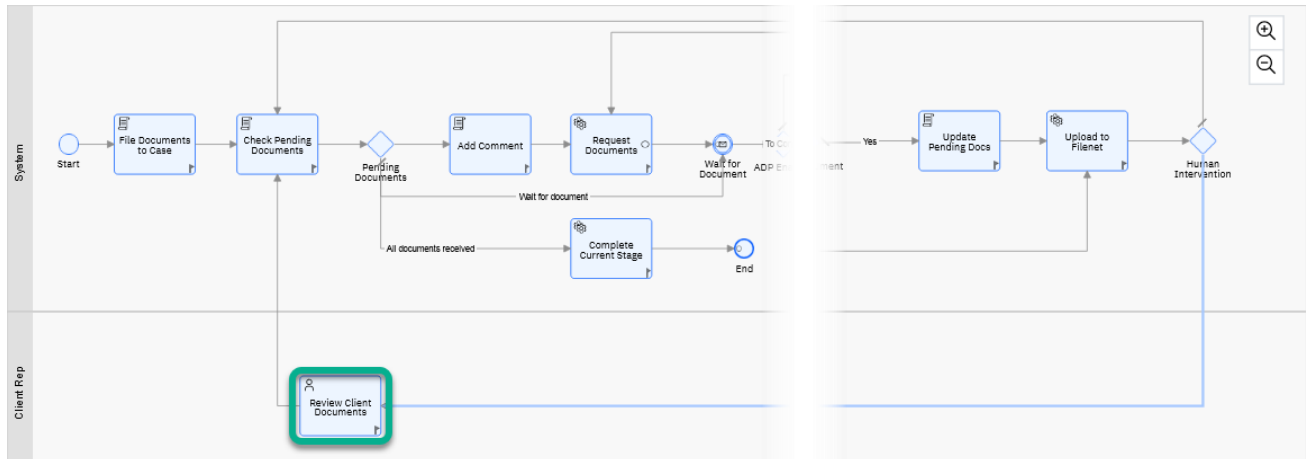 System
Start
File Documents
to Case
Check Pending
Documents
Pending
Documents
Add Comment
Request
Documents
Wait for
Document
To
ADP
Yes
Update
Pending Docs
Upload to
Filenet
Human
Intervention
Wait for document
All documents received
Complete
Current Stage
End
Client Rep
Review Client
Documents